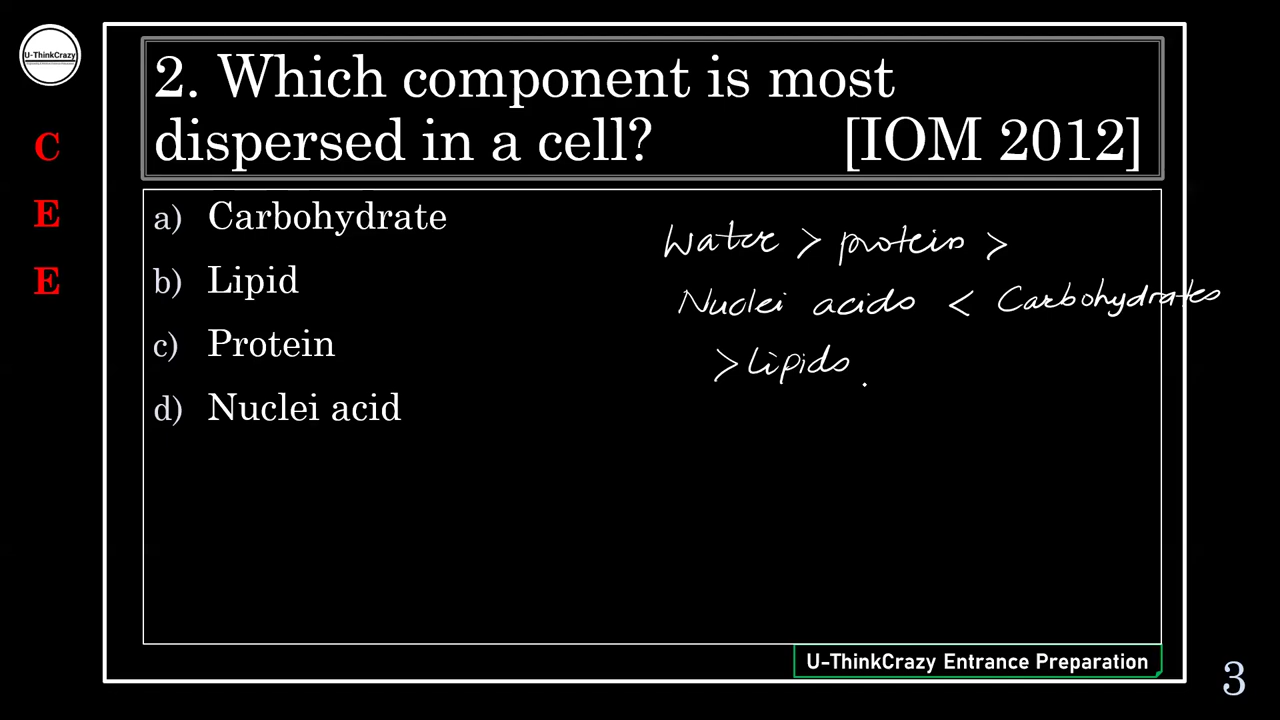 U-ThinkCrazy
C
E
E
2. Which component is most
dispersed in a cell? [IOM 2012]
a) Carbohydrate
b) Lipid
c) Protein
d) Nuclei acid
Water > protein >
Nuclei acids < Carbohydrates
> lipids.
U-ThinkCrazy Entrance Preparation
3